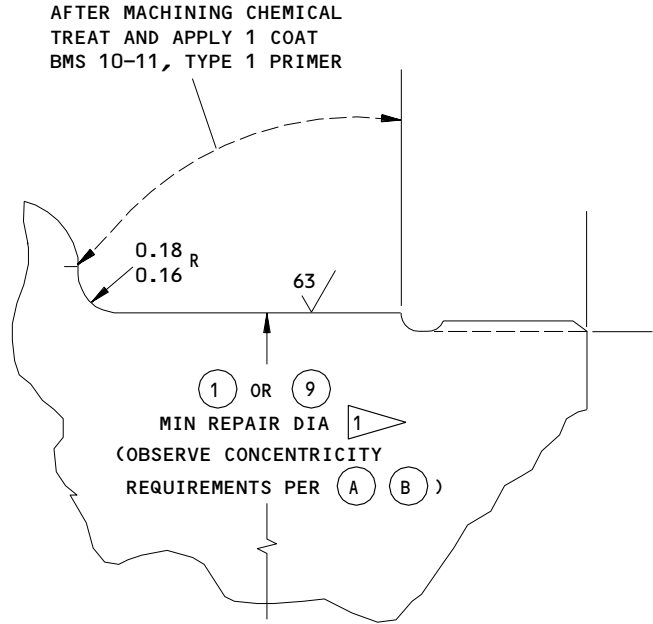 AFTER MACHINING CHEMICAL
TREAT AND APPLY 1 COAT
BMS 10-11, TYPE 1 PRIMER
0.18
0.16 R
63
1 OR 9
MIN REPAIR DIA 1
(OBSERVE CONCENTRICITY
REQUIREMENTS PER A B )